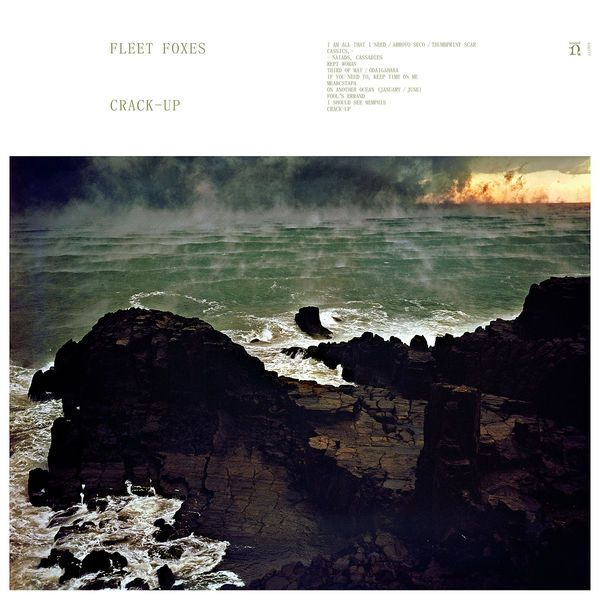 FLEET FOXES
CRACK-UP
I AM ALL THAT I NEED / ARROYO SECO / THUMBPRINT SCAR
CASSIUS, -
- NAIADS, CASSADIES
KEPT WOMAN
THIRD OF MAY / ŌDAIGAHARA
IF YOU NEED TO, KEEP TIME ON ME
MEARCSTAPA
ON ANOTHER OCEAN (JANUARY / JUNE)
FOOL'S ERRAND
I SHOULD SEE MEMPHIS
CRACK-UP